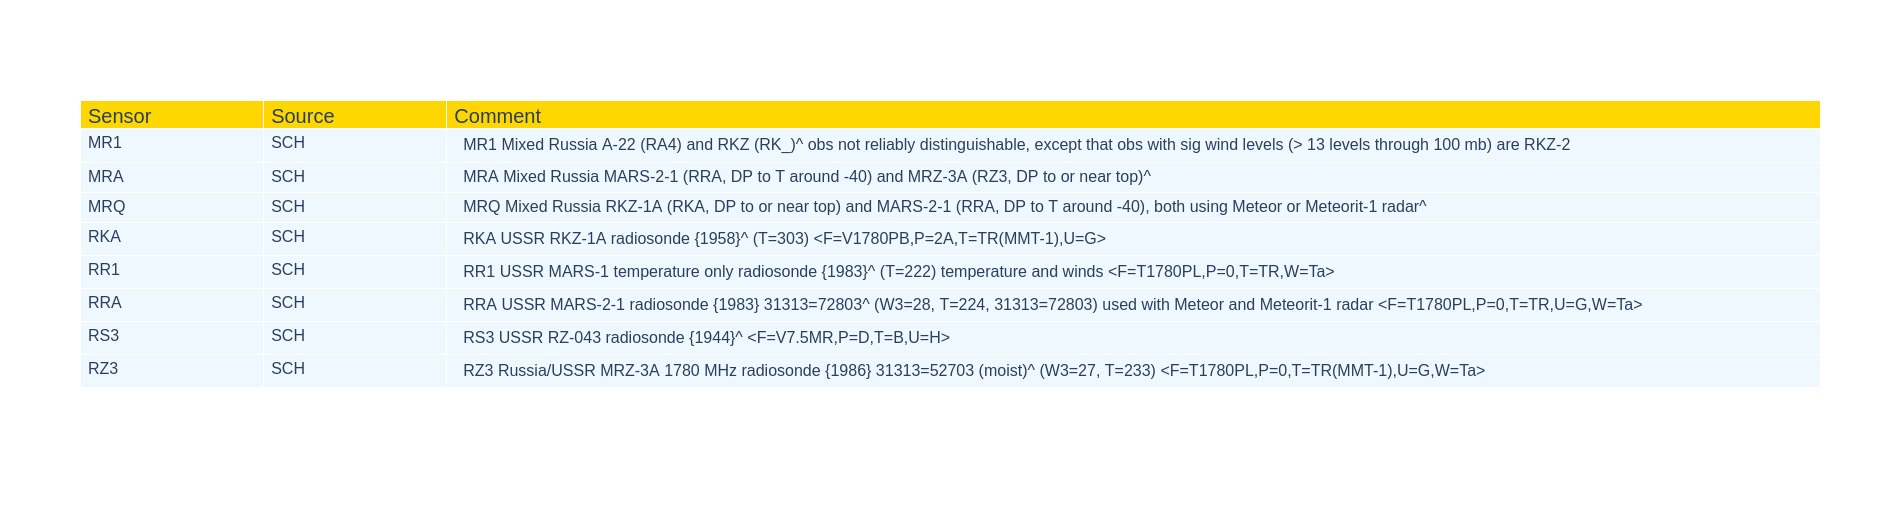 Sensor Source Comment
MR1 SCH MR1 Mixed Russia A-22 (RA4) and RKZ (RK_)^ obs not reliably distinguishable, except that obs with sig wind levels (> 13 levels through 100 mb) are RKZ-2
MRA SCH MRA Mixed Russia MARS-2-1 (RRA, DP to T around -40) and MRZ-3A (RZ3, DP to or near top)^
MRQ SCH MRQ Mixed Russia RKZ-1A (RKA, DP to or near top) and MARS-2-1 (RRA, DP to T around -40), both using Meteor or Meteorit-1 radar^
RKA SCH RKA USSR RKZ-1A radiosonde {1958}^ (T=303) <F=V1780PB,P=2A,T=TR(MMT-1),U=G>
RR1 SCH RR1 USSR MARS-1 temperature only radiosonde {1983}^ (T=222) temperature and winds <F=T1780PL,P=0,T=TR,W=Ta>
RRA SCH RRA USSR MARS-2-1 radiosonde {1983} 31313=72803^ (W3=28, T=224, 31313=72803) used with Meteor and Meteorit-1 radar <F=T1780PL,P=0,T=TR,U=G,W=Ta>
RS3 SCH RS3 USSR RZ-043 radiosonde {1944}^ <F=V7.5MR,P=D,T=B,U=H>
RZ3 SCH RZ3 Russia/USSR MRZ-3A 1780 MHz radiosonde {1986} 31313=52703 (moist)^ (W3=27, T=233) <F=T1780PL,P=0,T=TR(MMT-1),U=G,W=Ta>